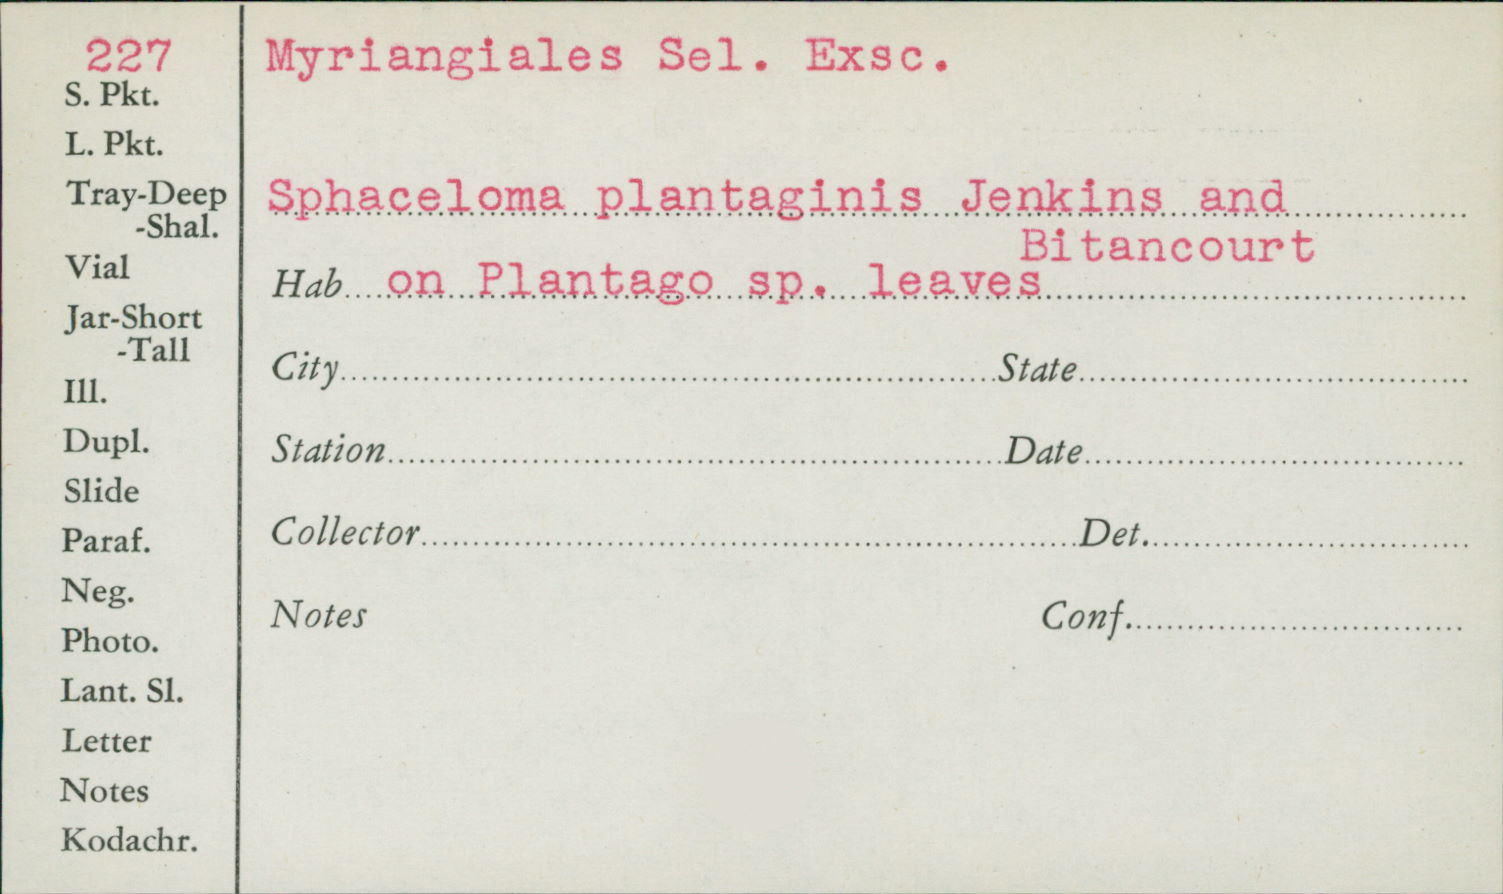 227
S. Pkt.
L. Pkt.
Tray-Deep
-Shal.
Vial
Jar-Short
-Tall
Ill.
Dupl.
Slide
Paraf.
Neg.
Photo.
Lant. Sl.
Letter
Notes
Kodachr.
Myriangiales Sel. Exsc.
Sphaceloma plantaginis Jenkins and
Bitancourt
Hab on Plantago sp. leaves
City State
Station Date
Collector Det.
Notes Conf.